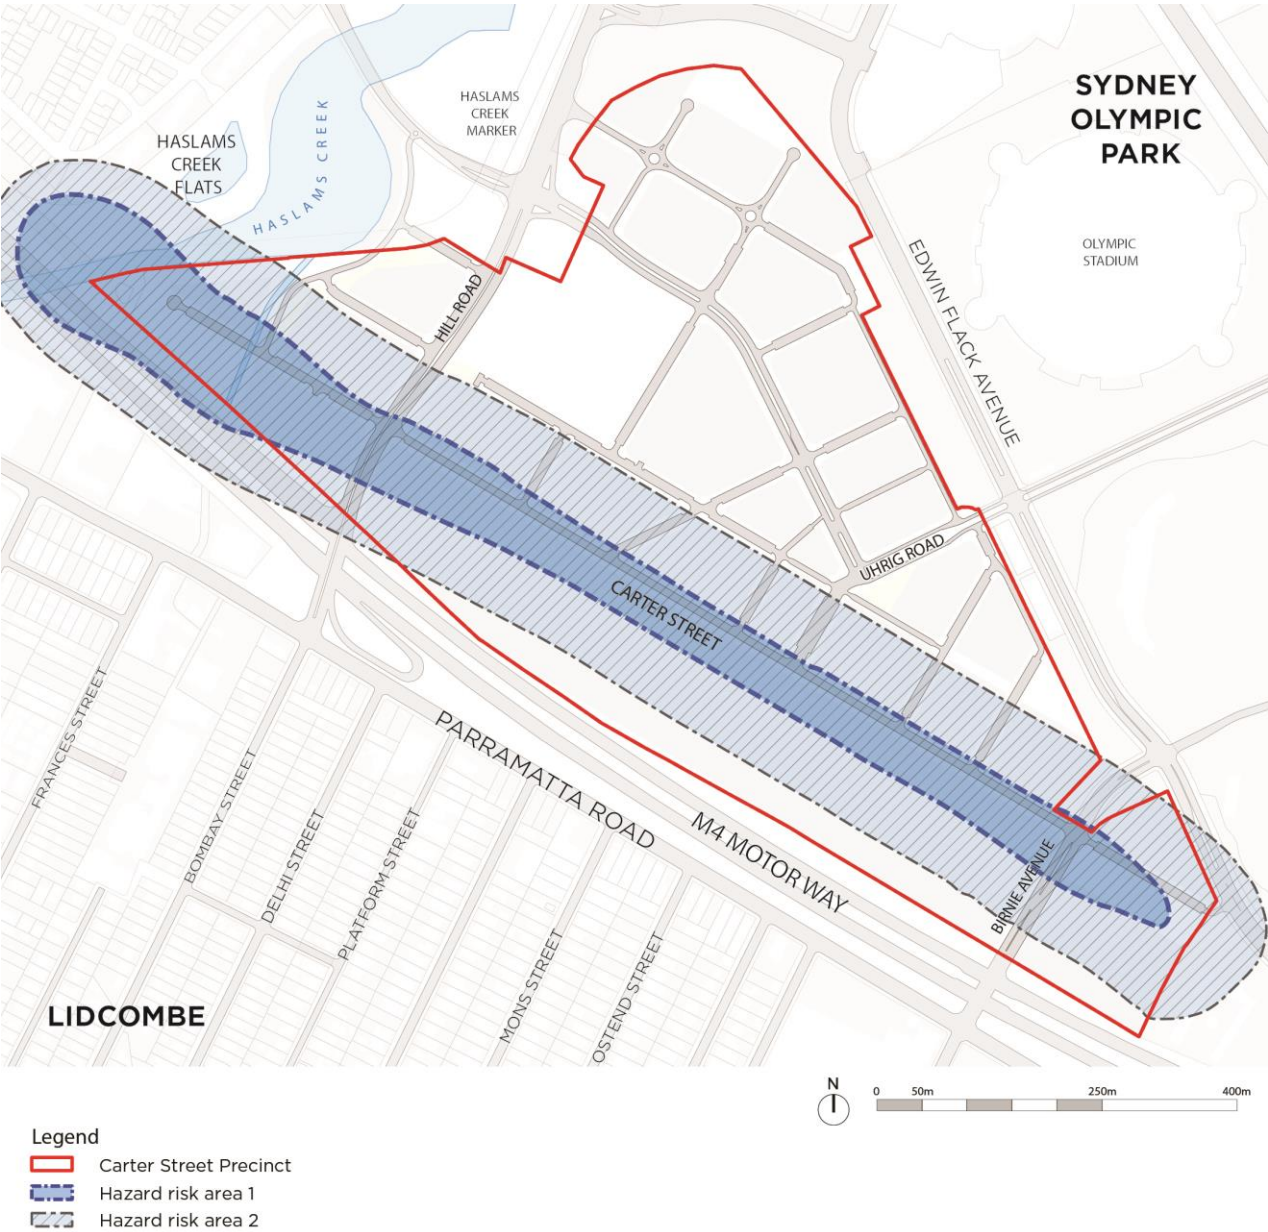 HASLAMS
CREEK
MARKER
SYDNEY
OLYMPIC
PARK
HASLAMS
CREEK
FLATS
HASLAMS CREEK
OLYMPIC
STADIUM
EDWIN FLACK AVENUE
HILL ROAD
UHRIG ROAD
CARTER STREET
FRANCES STREET
BOMBAY STREET
DELHI STREET
PLATFORM STREET
PARRAMATTA ROAD
M4 MOTOR WAY
BIRNIE AVENUE
MONS STREET
OSTEND STREET
LIDCOMBE
N
0 50m 250m 400m
Legend
Carter Street Precinct
Hazard risk area 1
Hazard risk area 2